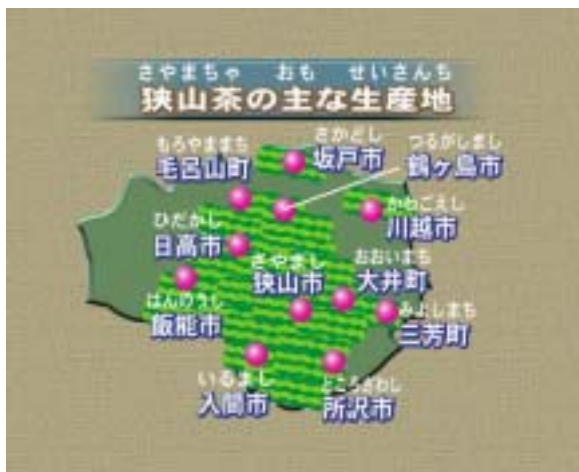 さやまちゃ おも せいさんち
狭山茶の主な生産地
もろやままち
毛呂山町
さかどし
坂戸市
つるがしまし
鶴ヶ島市
かわごえし
川越市
ひだかし
日高市
さやまし
狭山市
おおいまち
大井町
はんのうし
飯能市
みよしまち
三芳町
いるまし
入間市
ところざわし
所沢市